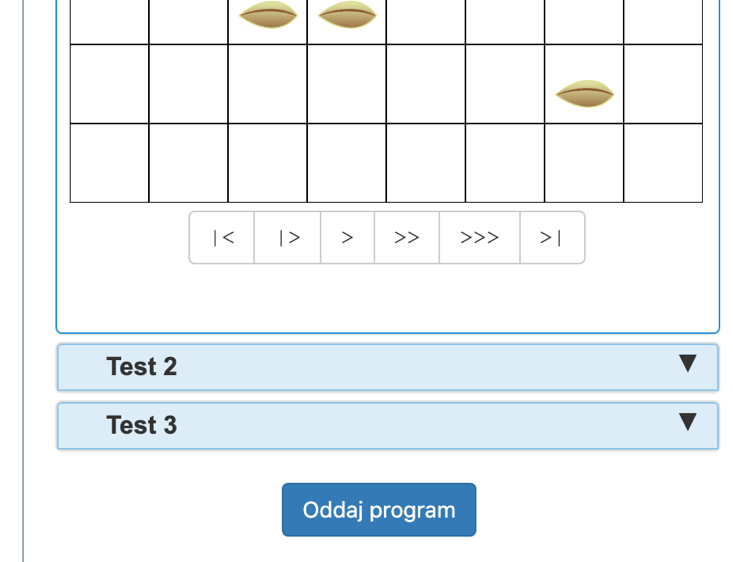 |< |> > >> >>> >|
Test 2 ▼
Test 3 ▼
Oddaj program